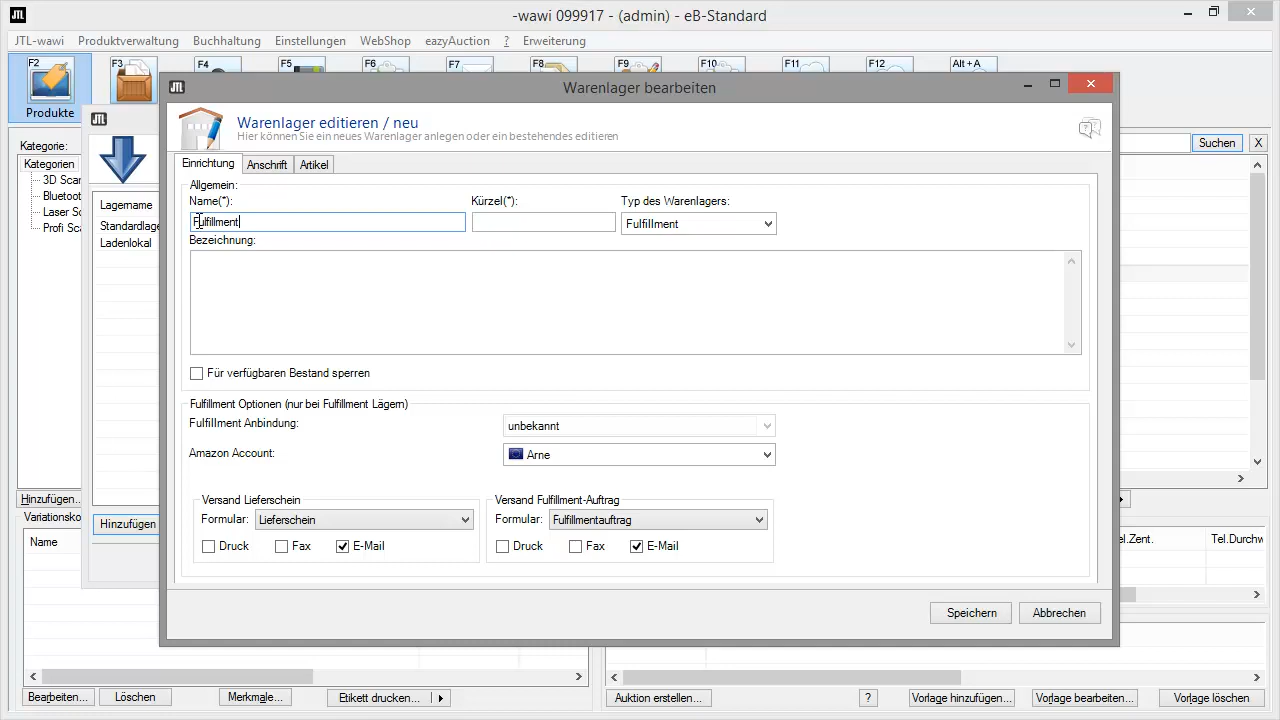 JTL
-wawi 099917 - (admin) - eB-Standard
JTL-wawi Produktverwaltung Buchhaltung Einstellungen WebShop eazyAuction ? Erweiterung
F2 F3 F4 F5 F6 F7 F8 F9 F10 F11 F12 Alt + A
Produkte
JTL
Warenlager bearbeiten
Warenlager editieren / neu
Hier können Sie ein neues Warenlager anlegen oder ein bestehendes editieren
Kategorie:
Suchen X
Kategorien
3D Scan
Bluetoot
Laser Sc
Profi Sca
JTL
Lagername
Standardlage
Ladenlokal
Einrichtung Anschrift Artikel
Allgemein:
Name(*): Kürzel(*): Typ des Warenlagers:
Fulfillment Fulfillment
Bezeichnung:
Für verfügbaren Bestand sperren
Fulfillment Optionen (nur bei Fulfillment Lägern)
Fulfillment Anbindung: unbekannt
Amazon Account: Arne
Versand Lieferschein Versand Fulfillment-Auftrag
Formular: Lieferschein Formular: Fulfillmentauftrag
Druck Fax E-Mail Druck Fax E-Mail
Speichern Abbrechen
Hinzufügen..
Hinzufügen
Variationsko
Name
el.Zent. Tel.Durchw
Bearbeiten... Löschen Merkmale... Etikett drucken... Auktion erstellen... ? Vorlage hinzufügen... Vorlage bearbeiten... Vorlage löschen